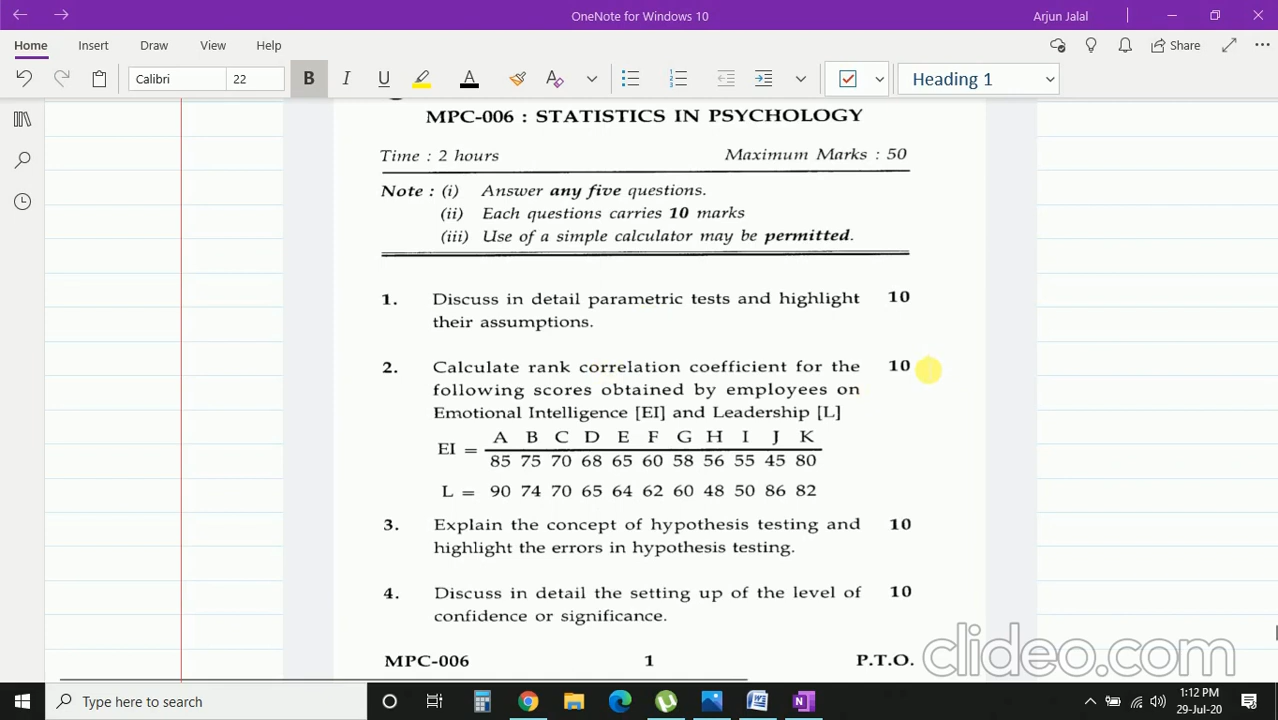 OneNote for Windows 10
Arjun Jalal
Home Insert Draw View Help
Share
Calibri 22 B I U A A Heading 1
MPC-006 : STATISTICS IN PSYCHOLOGY
Time : 2 hours Maximum Marks : 50
Note : (i) Answer any five questions.
(ii) Each questions carries 10 marks
(iii) Use of a simple calculator may be permitted.
1. Discuss in detail parametric tests and highlight 10
their assumptions.
2. Calculate rank correlation coefficient for the 10
following scores obtained by employees on
Emotional Intelligence [EI] and Leadership [L]
A B C D E F G H I J K
EI =
85 75 70 68 65 60 58 56 55 45 80
L = 90 74 70 65 64 62 60 48 50 86 82
3. Explain the concept of hypothesis testing and 10
highlight the errors in hypothesis testing.
4. Discuss in detail the setting up of the level of 10
confidence or significance.
MPC-006 1 P.T.O.
clideo.com
Type here to search
1:12 PM
29-Jul-20